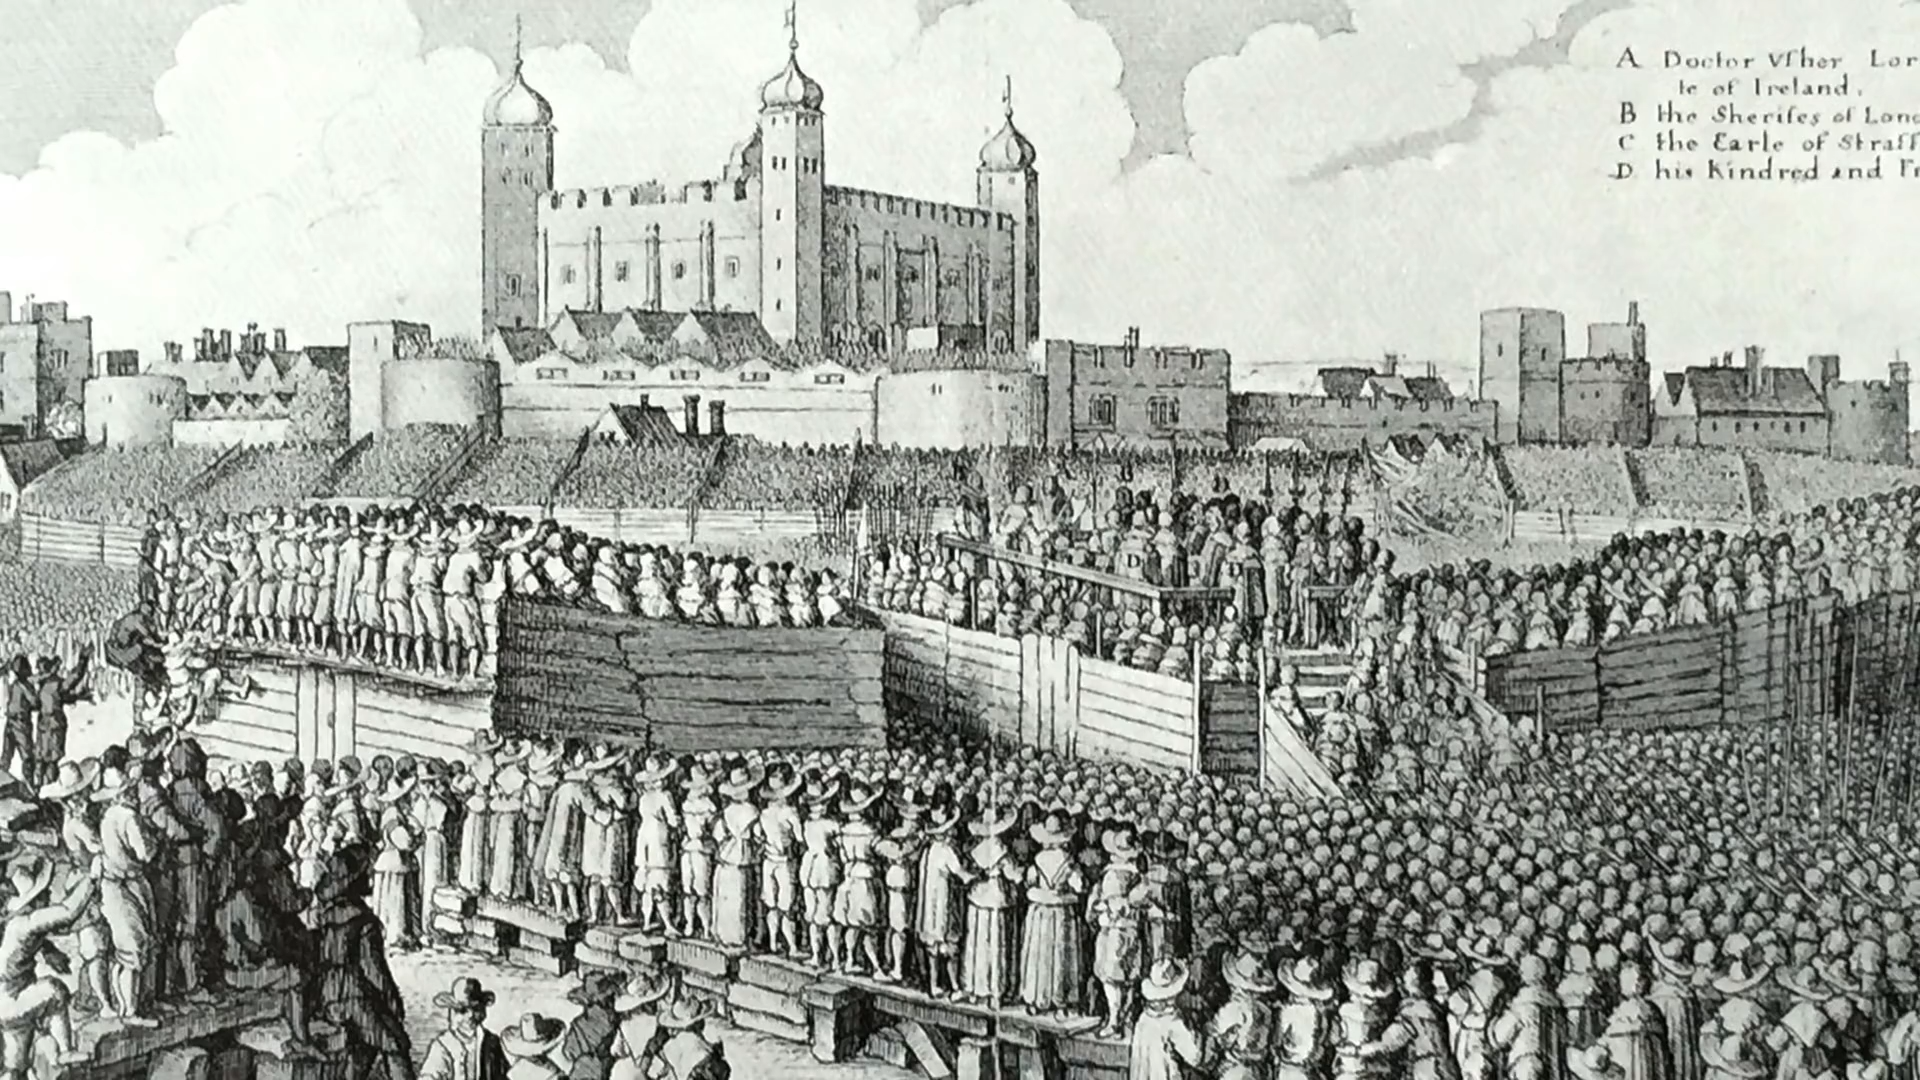 A Doctor Vſher Lor
te of Ireland,
B the Sherifes of Lond
C the Earle of Straff
D his Kindred and Fr
D